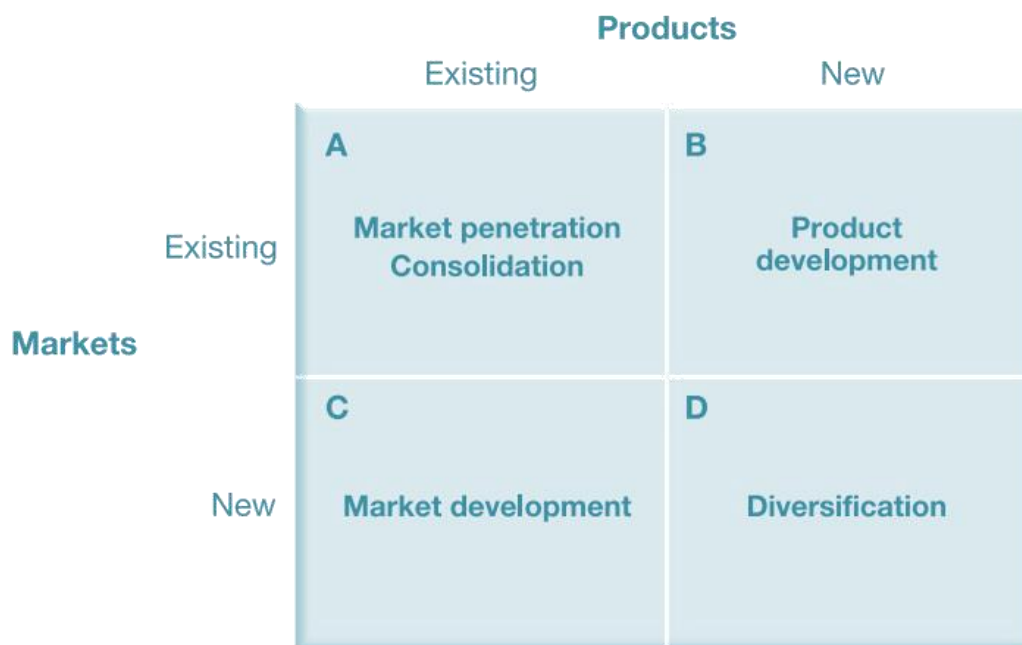 Products
Existing
New
A
B
Market penetration
Consolidation
Product
development
Existing
Markets
C
D
New
Market development
Diversification